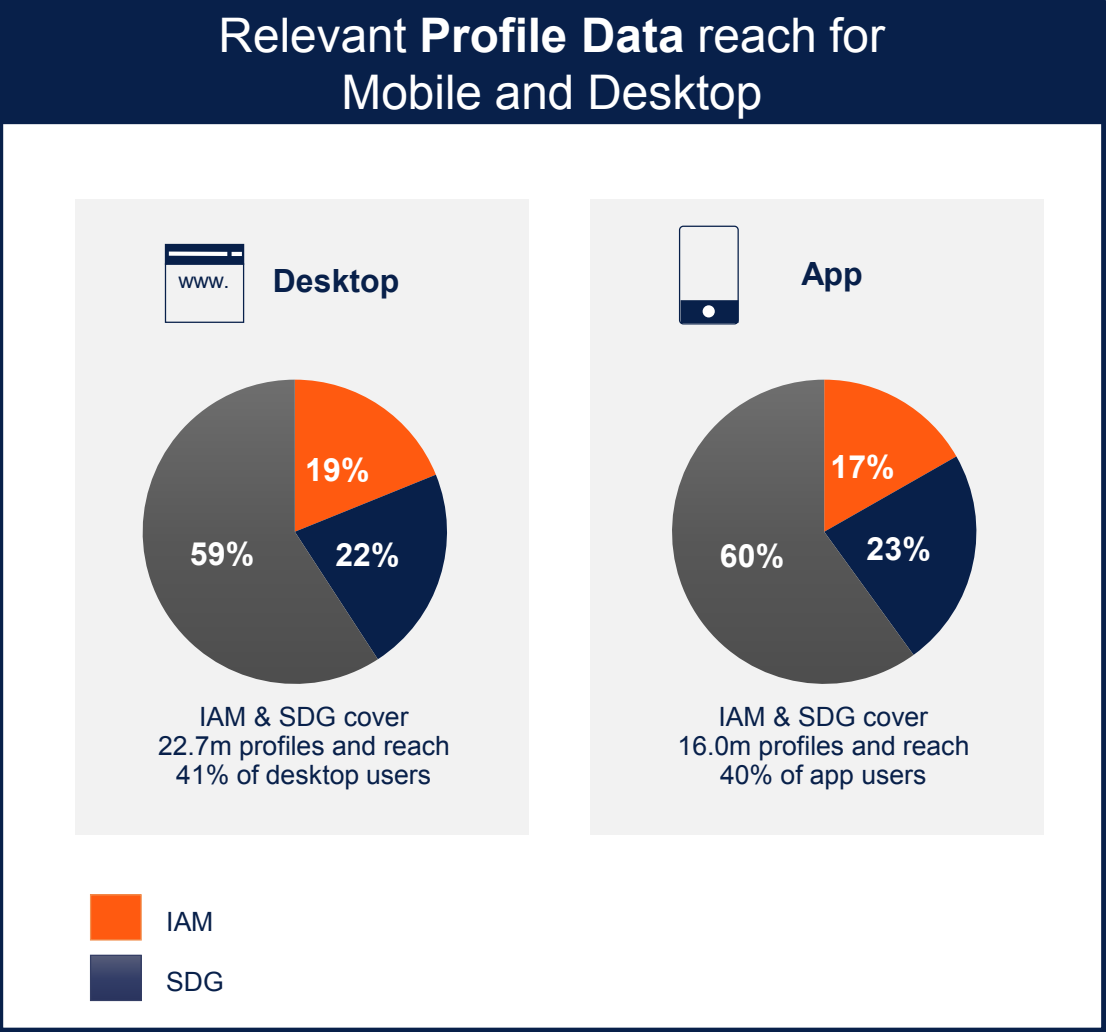 Relevant Profile Data reach for
Mobile and Desktop
www.
Desktop
19%
59%
22%
IAM & SDG cover
22.7m profiles and reach
41% of desktop users
App
17%
60%
23%
IAM & SDG cover
16.0m profiles and reach
40% of app users
IAM
SDG